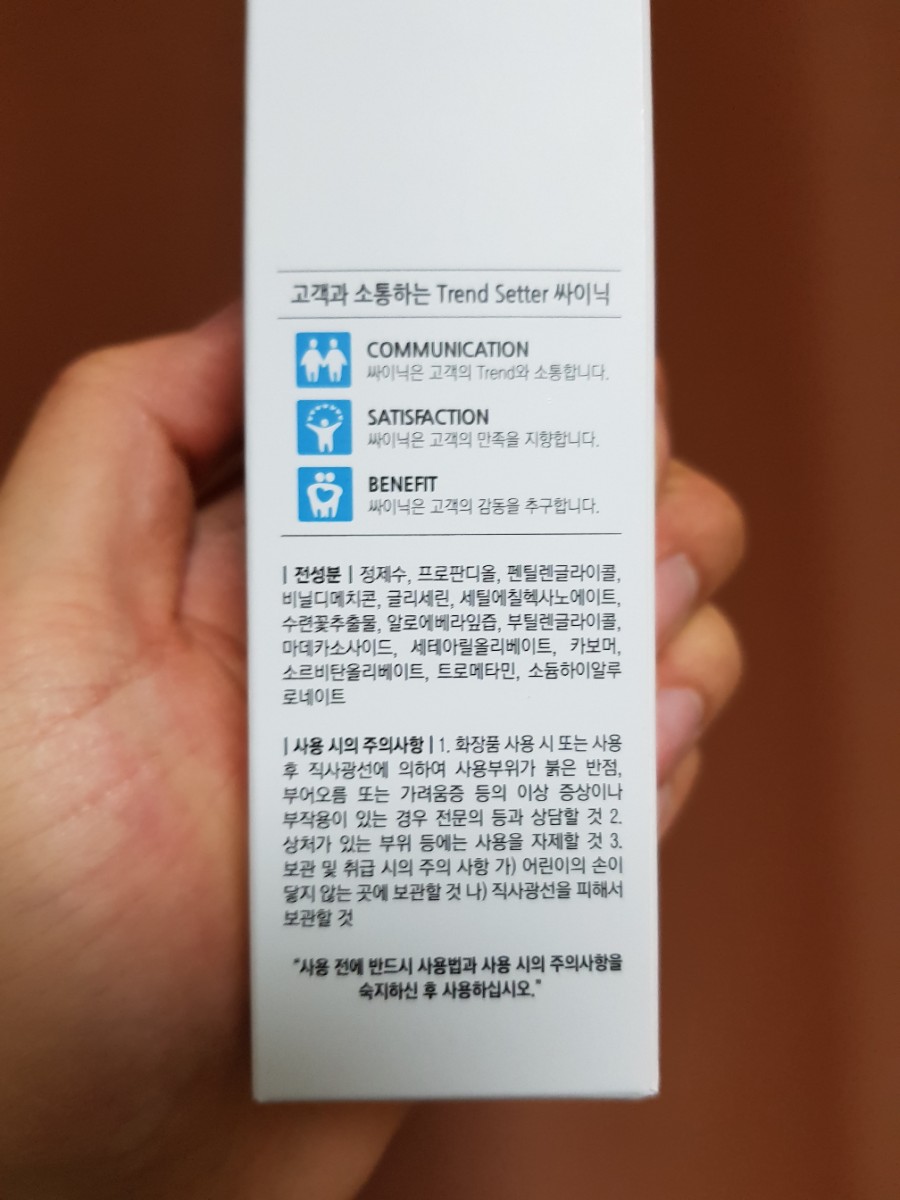 고객과 소통하는 Trend Setter 싸이닉
COMMUNICATION
싸이닉은 고객의 Trend와 소통합니다.
SATISFACTION
싸이닉은 고객의 만족을 지향합니다.
BENEFIT
싸이닉은 고객의 감동을 추구합니다.
| 전성분 | 정제수, 프로판디올, 펜틸렌글라이콜,
비닐디메치콘, 글리세린, 세틸에칠헥사노에이트,
수련꽃추출물, 알로에베라잎즙, 부틸렌글라이콜,
마데카소사이드, 세테아릴올리베이트, 카보머,
소르비탄올리베이트, 트로메타민, 소듐하이알루
로네이트
| 사용 시의 주의사항 | 1. 화장품 사용 시 또는 사용
후 직사광선에 의하여 사용부위가 붉은 반점,
부어오름 또는 가려움증 등의 이상 증상이나
부작용이 있는 경우 전문의 등과 상담할 것 2.
상처가 있는 부위 등에는 사용을 자제할 것 3.
보관 및 취급 시의 주의 사항 가) 어린이의 손이
닿지 않는 곳에 보관할 것 나) 직사광선을 피해서
보관할 것
"사용 전에 반드시 사용법과 사용 시의 주의사항을
숙지하신 후 사용하십시오."